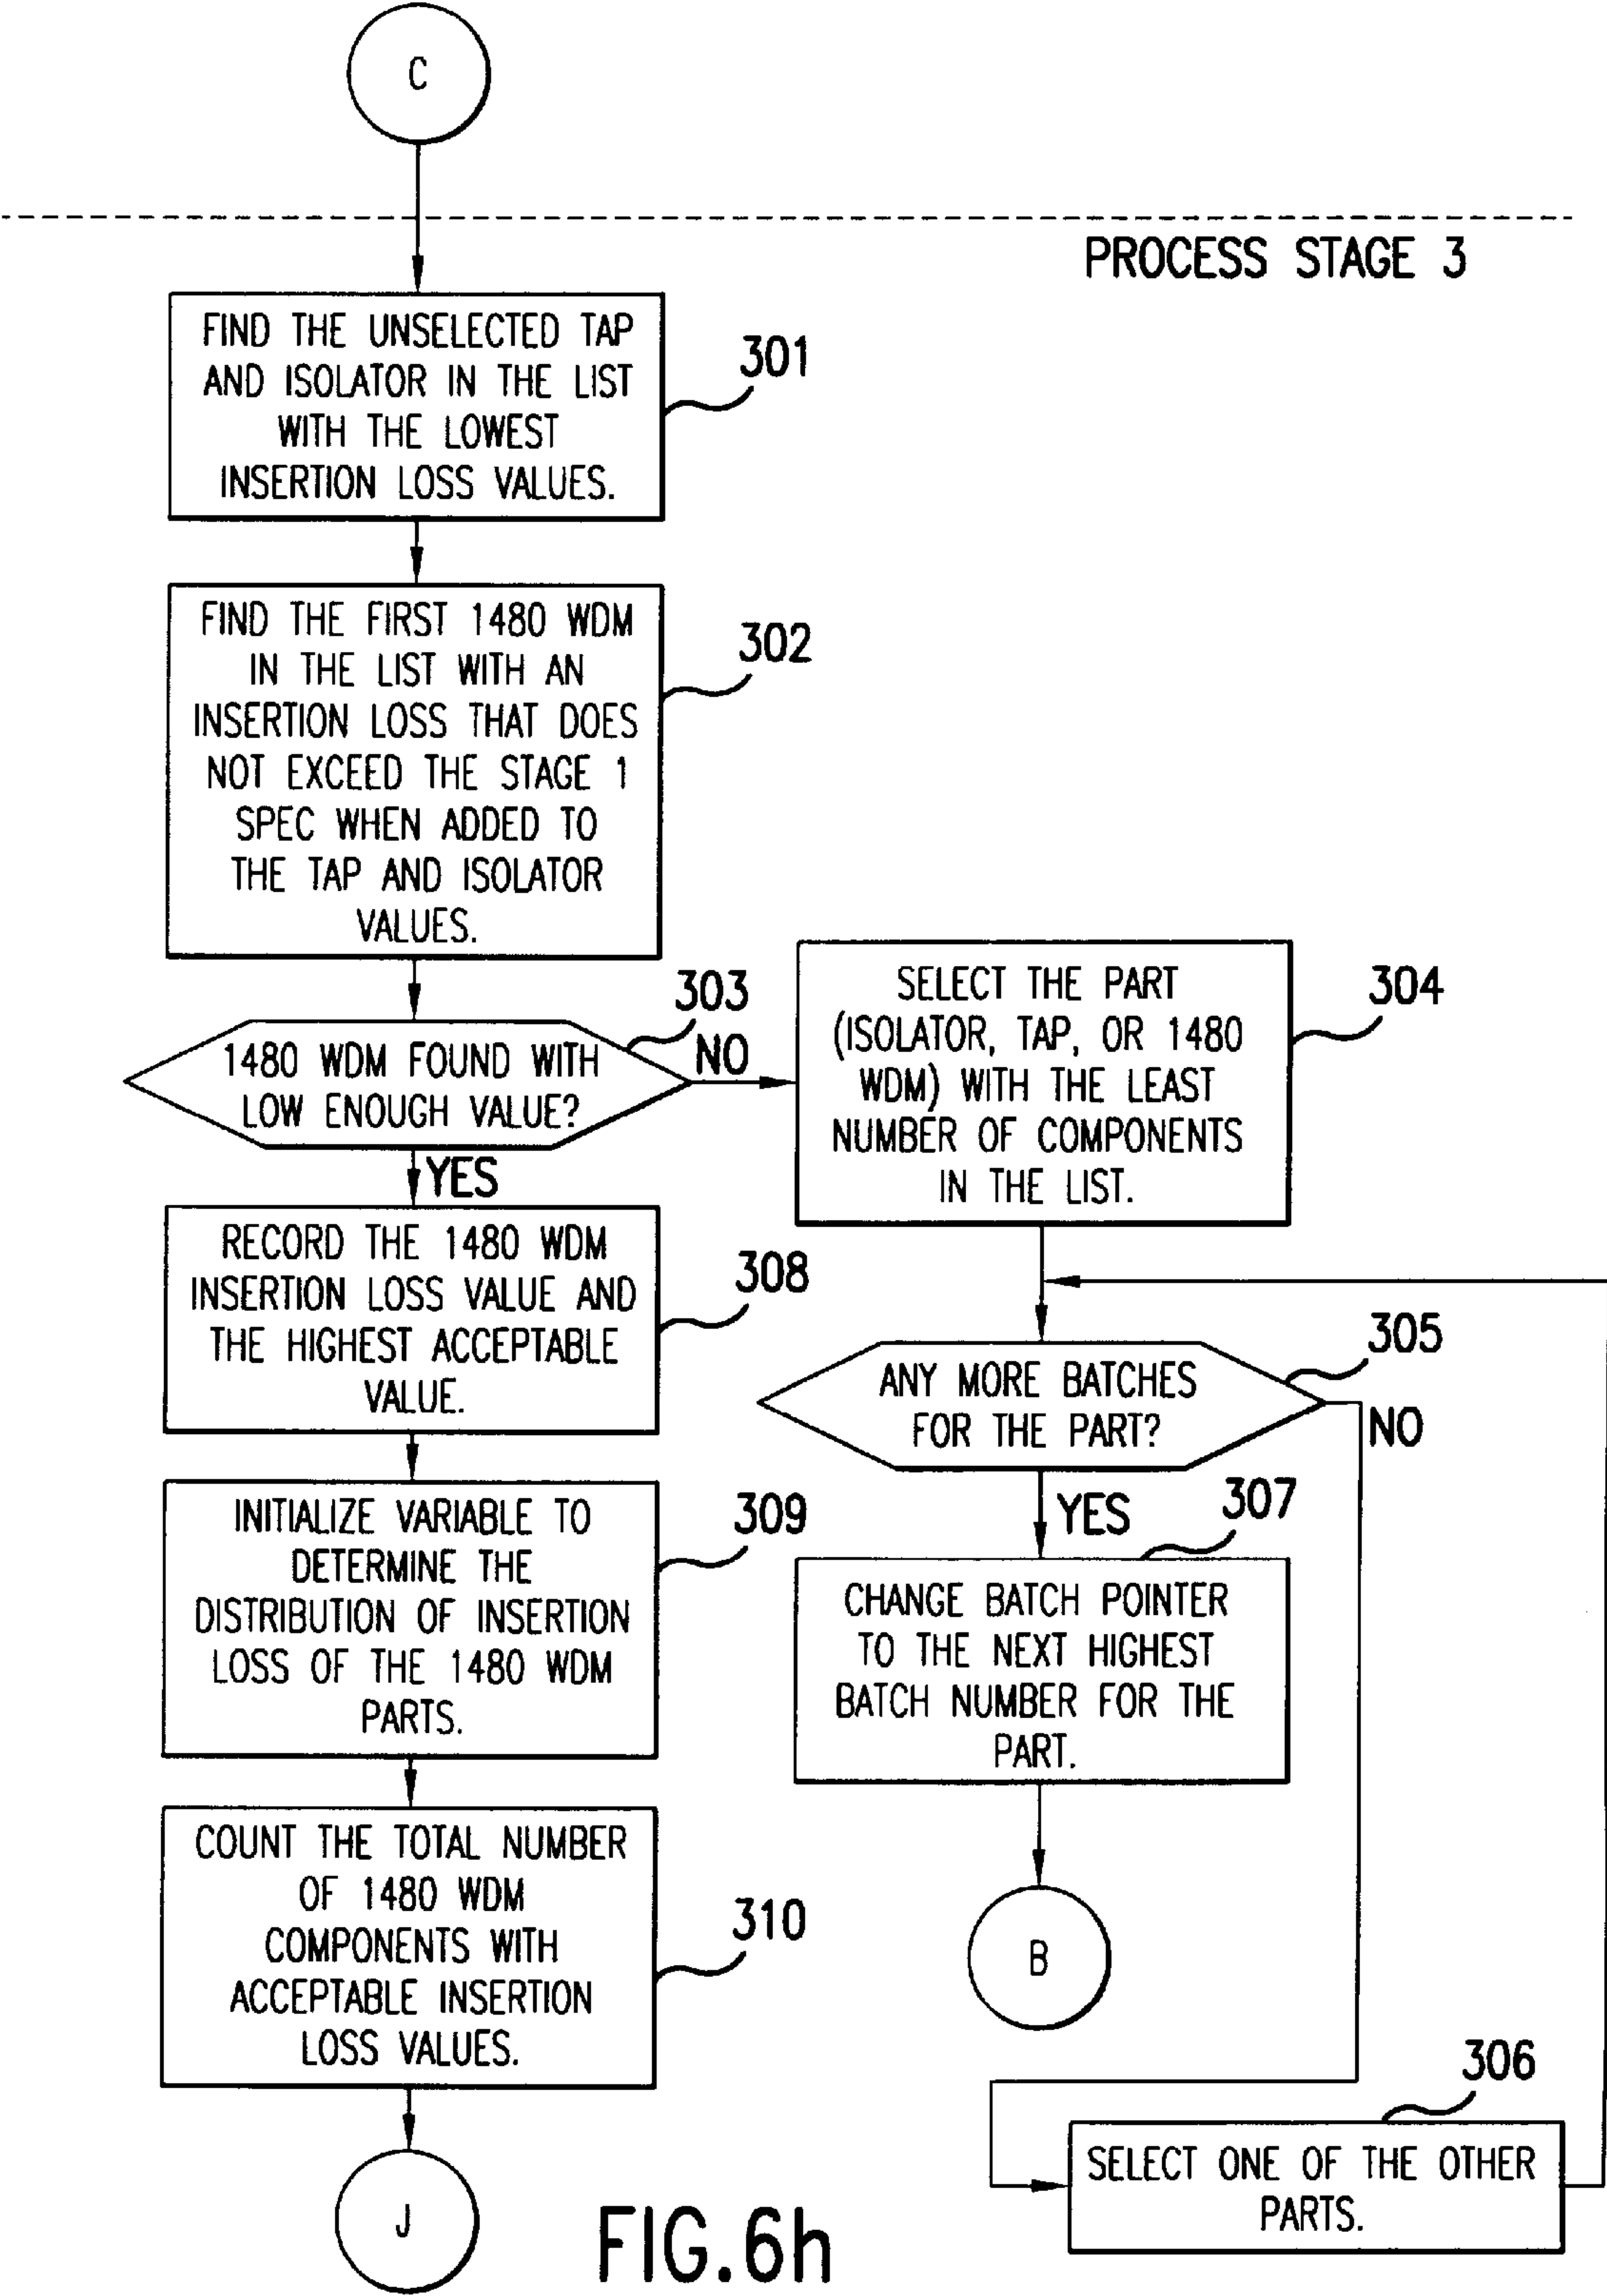 C
PROCESS STAGE 3
FIND THE UNSELECTED TAP
AND ISOLATOR IN THE LIST
WITH THE LOWEST
INSERTION LOSS VALUES.
301
FIND THE FIRST 1480 WDM
IN THE LIST WITH AN
INSERTION LOSS THAT DOES
NOT EXCEED THE STAGE 1
SPEC WHEN ADDED TO
THE TAP AND ISOLATOR
VALUES.
302
1480 WDM FOUND WITH
LOW ENOUGH VALUE?
303
NO
YES
SELECT THE PART
(ISOLATOR, TAP, OR 1480
WDM) WITH THE LEAST
NUMBER OF COMPONENTS
IN THE LIST.
304
RECORD THE 1480 WDM
INSERTION LOSS VALUE AND
THE HIGHEST ACCEPTABLE
VALUE.
308
ANY MORE BATCHES
FOR THE PART?
305
NO
YES
INITIALIZE VARIABLE TO
DETERMINE THE
DISTRIBUTION OF INSERTION
LOSS OF THE 1480 WDM
PARTS.
309
CHANGE BATCH POINTER
TO THE NEXT HIGHEST
BATCH NUMBER FOR THE
PART.
307
COUNT THE TOTAL NUMBER
OF 1480 WDM
COMPONENTS WITH
ACCEPTABLE INSERTION
LOSS VALUES.
310
B
306
SELECT ONE OF THE OTHER
PARTS.
J
FIG.6h